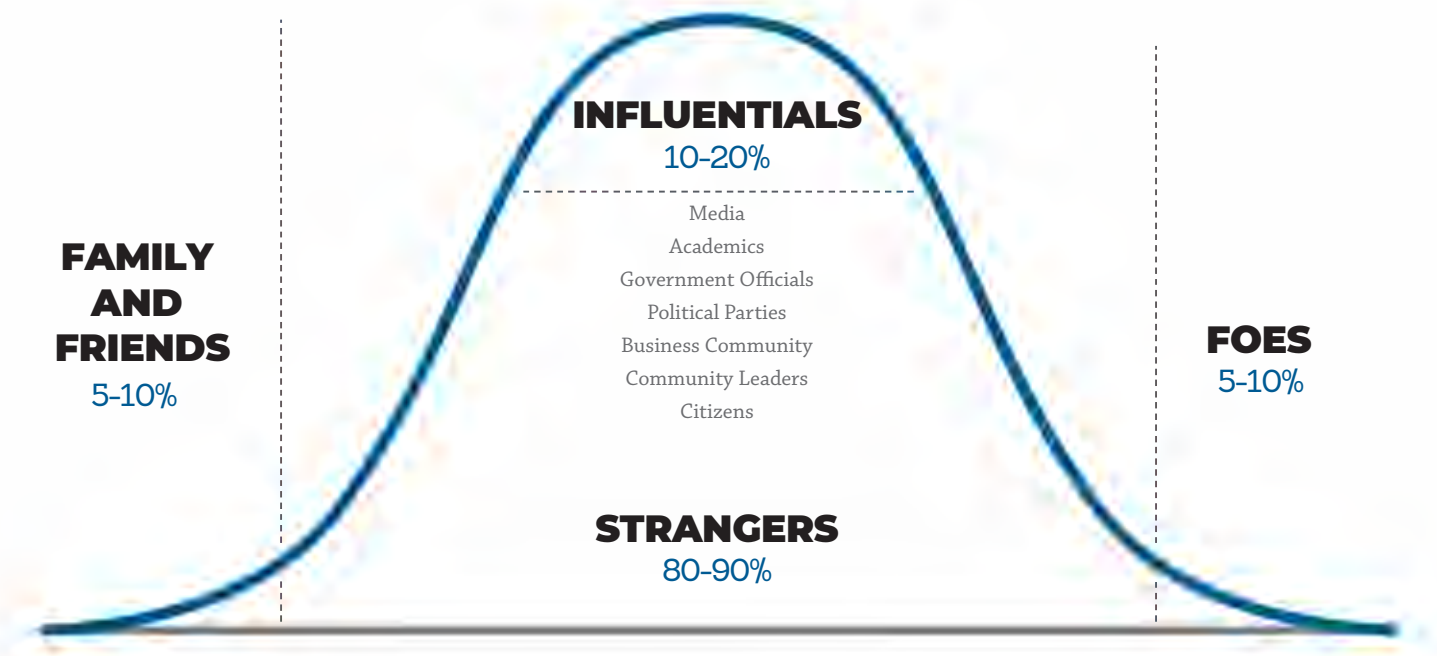 INFLUENTIALS
10-20%
Media
Academics
Government Officials
Political Parties
Business Community
Community Leaders
Citizens
FAMILY
AND
FRIENDS
5-10%
FOES
5-10%
STRANGERS
80-90%